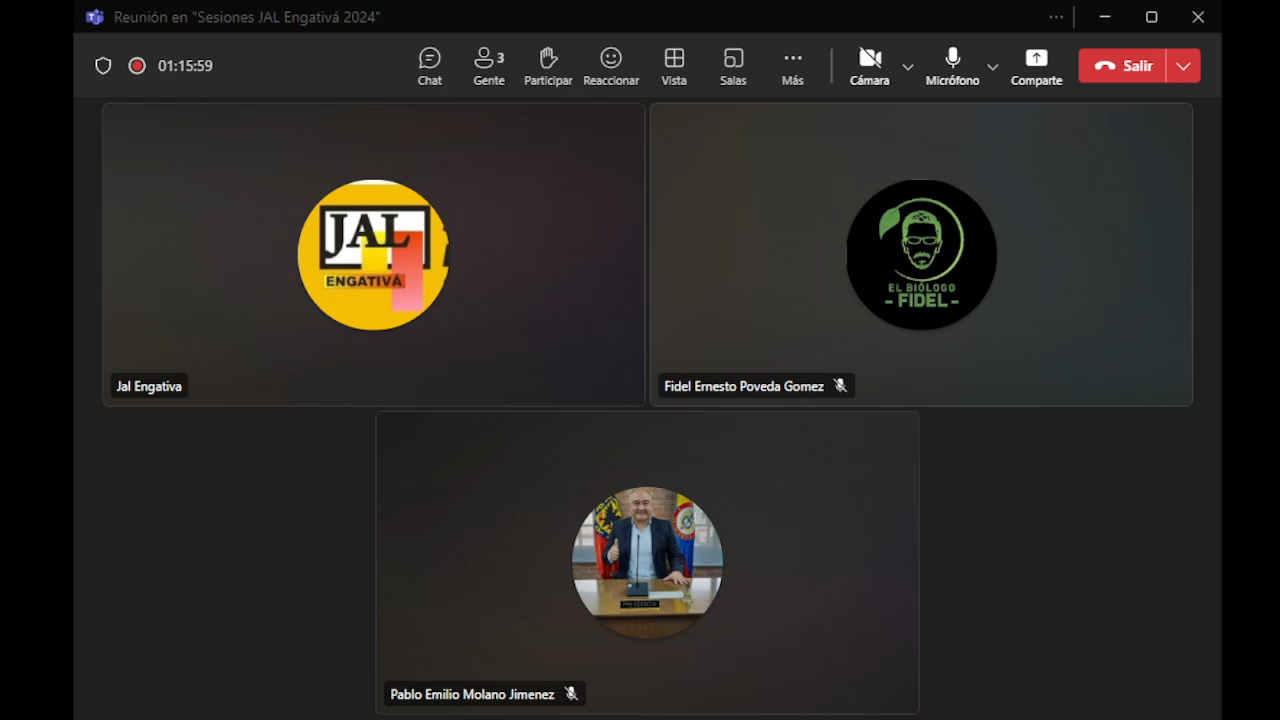 Reunión en "Sesiones JAL Engativá 2024"
01:15:59
3
Chat
Gente
Participar
Reaccionar
Vista
Salas
Más
Cámara
Micrófono
Comparte
Salir
JAL
ENGATIVÁ
EL BIÓLOGO
- FIDEL -
Jal Engativa
Fidel Ernesto Poveda Gomez
PRESIDENCIA
Pablo Emilio Molano Jimenez